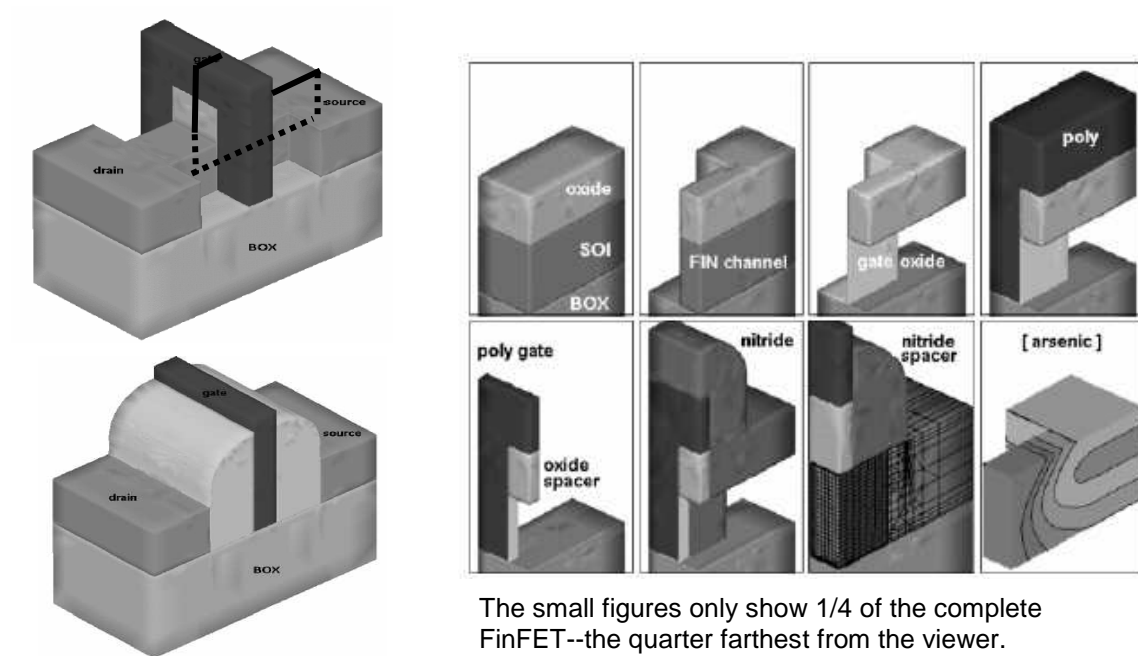 gate
source
drain
BOX
gate
source
drain
BOX
oxide
SOI
BOX
FIN channel
gate oxide
poly
poly gate
oxide
spacer
nitride
nitride
spacer
[ arsenic ]
The small figures only show 1/4 of the complete
FinFET--the quarter farthest from the viewer.